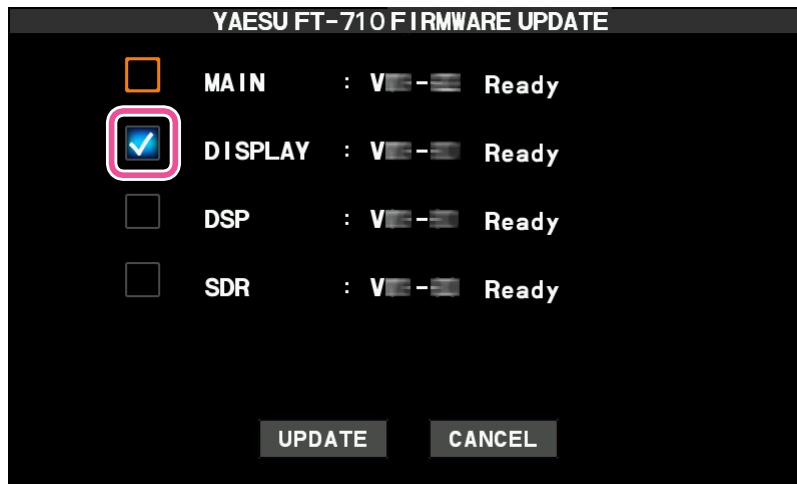 YAESU FT-710 FIRMWARE UPDATE
MAIN : V - Ready
DISPLAY : V - Ready
DSP : V - Ready
SDR : V - Ready
UPDATE CANCEL